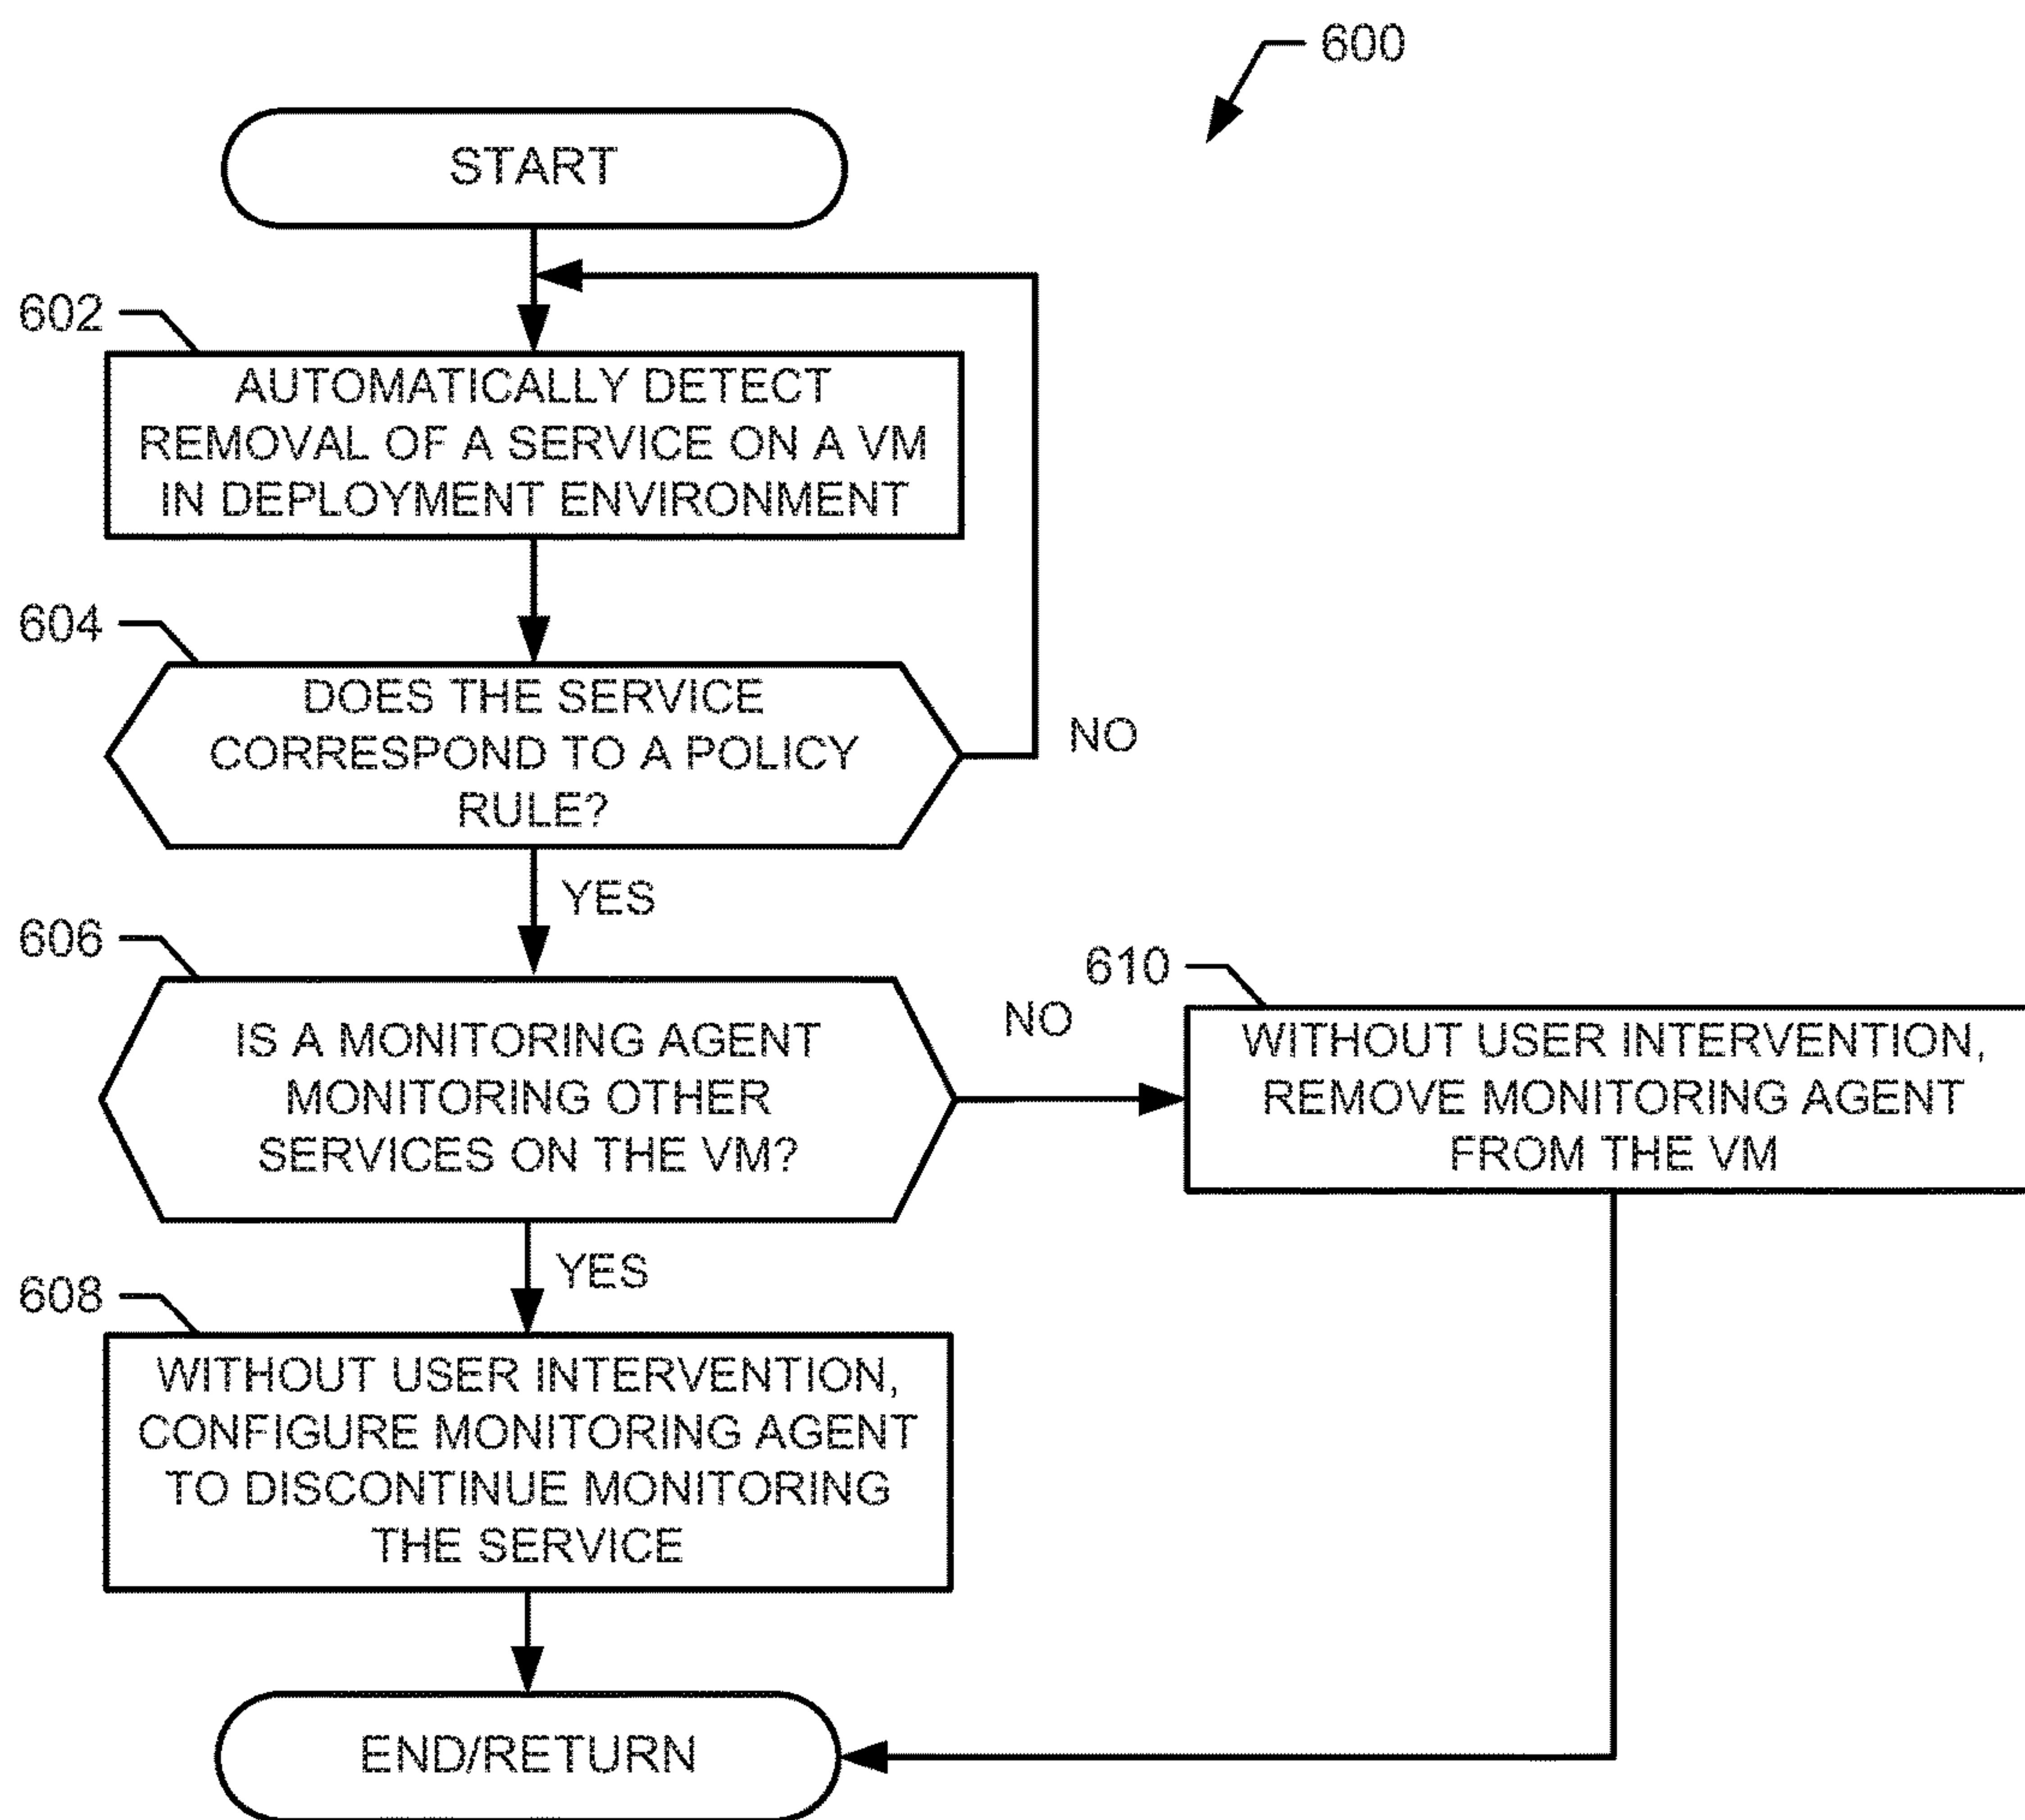 600
START
602
AUTOMATICALLY DETECT
REMOVAL OF A SERVICE ON A VM
IN DEPLOYMENT ENVIRONMENT
604
DOES THE SERVICE
CORRESPOND TO A POLICY
RULE?
NO
YES
606
IS A MONITORING AGENT
MONITORING OTHER
SERVICES ON THE VM?
NO
610
WITHOUT USER INTERVENTION,
REMOVE MONITORING AGENT
FROM THE VM
YES
608
WITHOUT USER INTERVENTION,
CONFIGURE MONITORING AGENT
TO DISCONTINUE MONITORING
THE SERVICE
END/RETURN